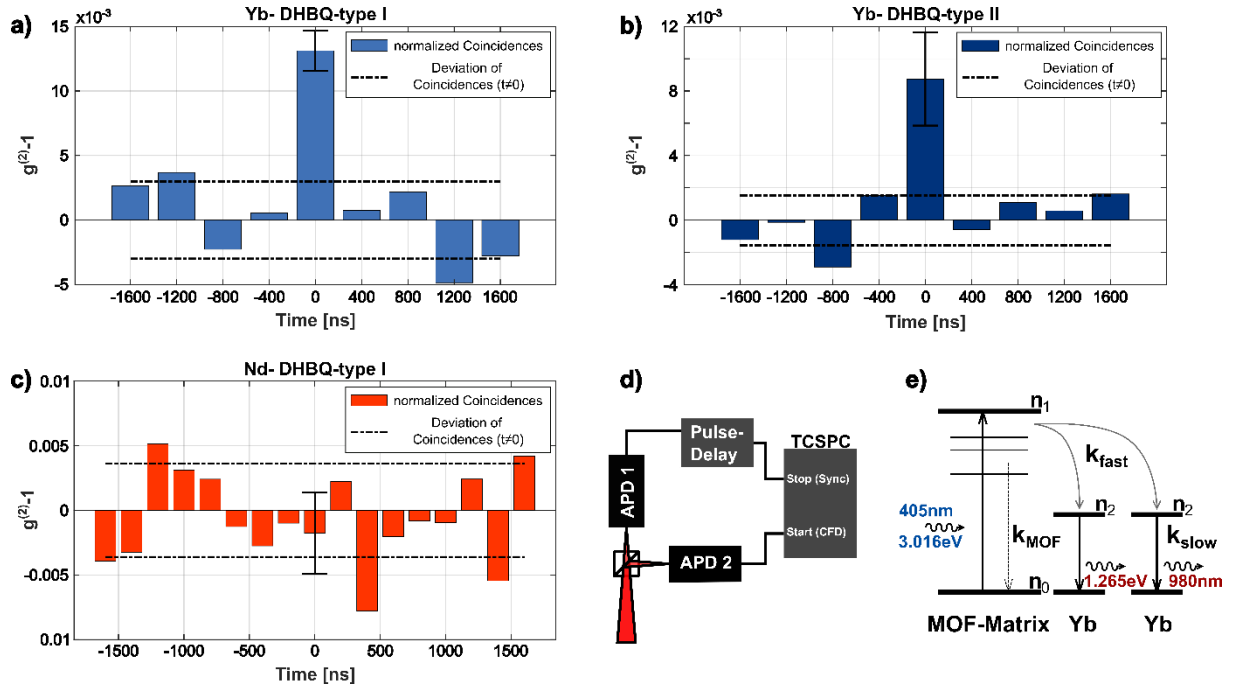 a)
Yb- DHBQ-type I
×10⁻³
normalized Coincidences
Deviation of
Coincidences (t≠0)
15
10
5
0
-5
g⁽²⁾-1
-1600 -1200 -800 -400 0 400 800 1200 1600
Time [ns]
b)
Yb- DHBQ-type II
×10⁻³
normalized Coincidences
Deviation of
Coincidences (t≠0)
12
8
4
0
-4
g⁽²⁾-1
-1600 -1200 -800 -400 0 400 800 1200 1600
Time [ns]
c)
Nd- DHBQ-type I
normalized Coincidences
Deviation of
Coincidences (t≠0)
0.01
0.005
0
-0.005
0.01
g⁽²⁾-1
-1500 -1000 -500 0 500 1000 1500
Time [ns]
d)
Pulse-
Delay
TCSPC
APD 1
Stop (Sync)
Start (CFD)
APD 2
e)
n₁
k_fast
n₂ n₂
405nm
3.016eV
k_MOF
k_slow
1.265eV 980nm
n₀
MOF-Matrix Yb Yb